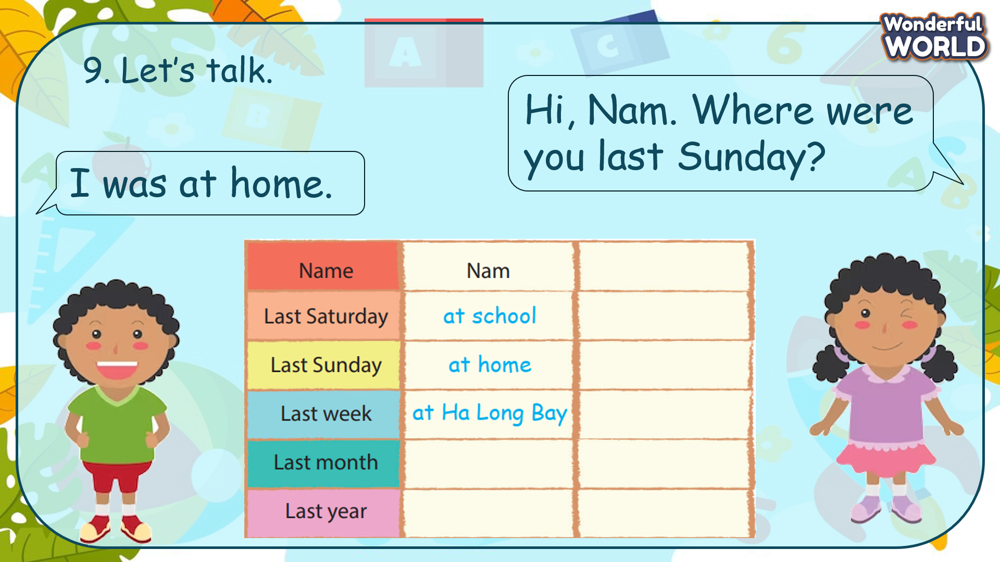 Wonderful
WORLD
9. Let's talk.
A
C
6
B
Hi, Nam. Where were
you last Sunday?
I was at home.
A
C
A
B
Name Nam
Last Saturday at school
Last Sunday at home
Last week at Ha Long Bay
Last month
Last year